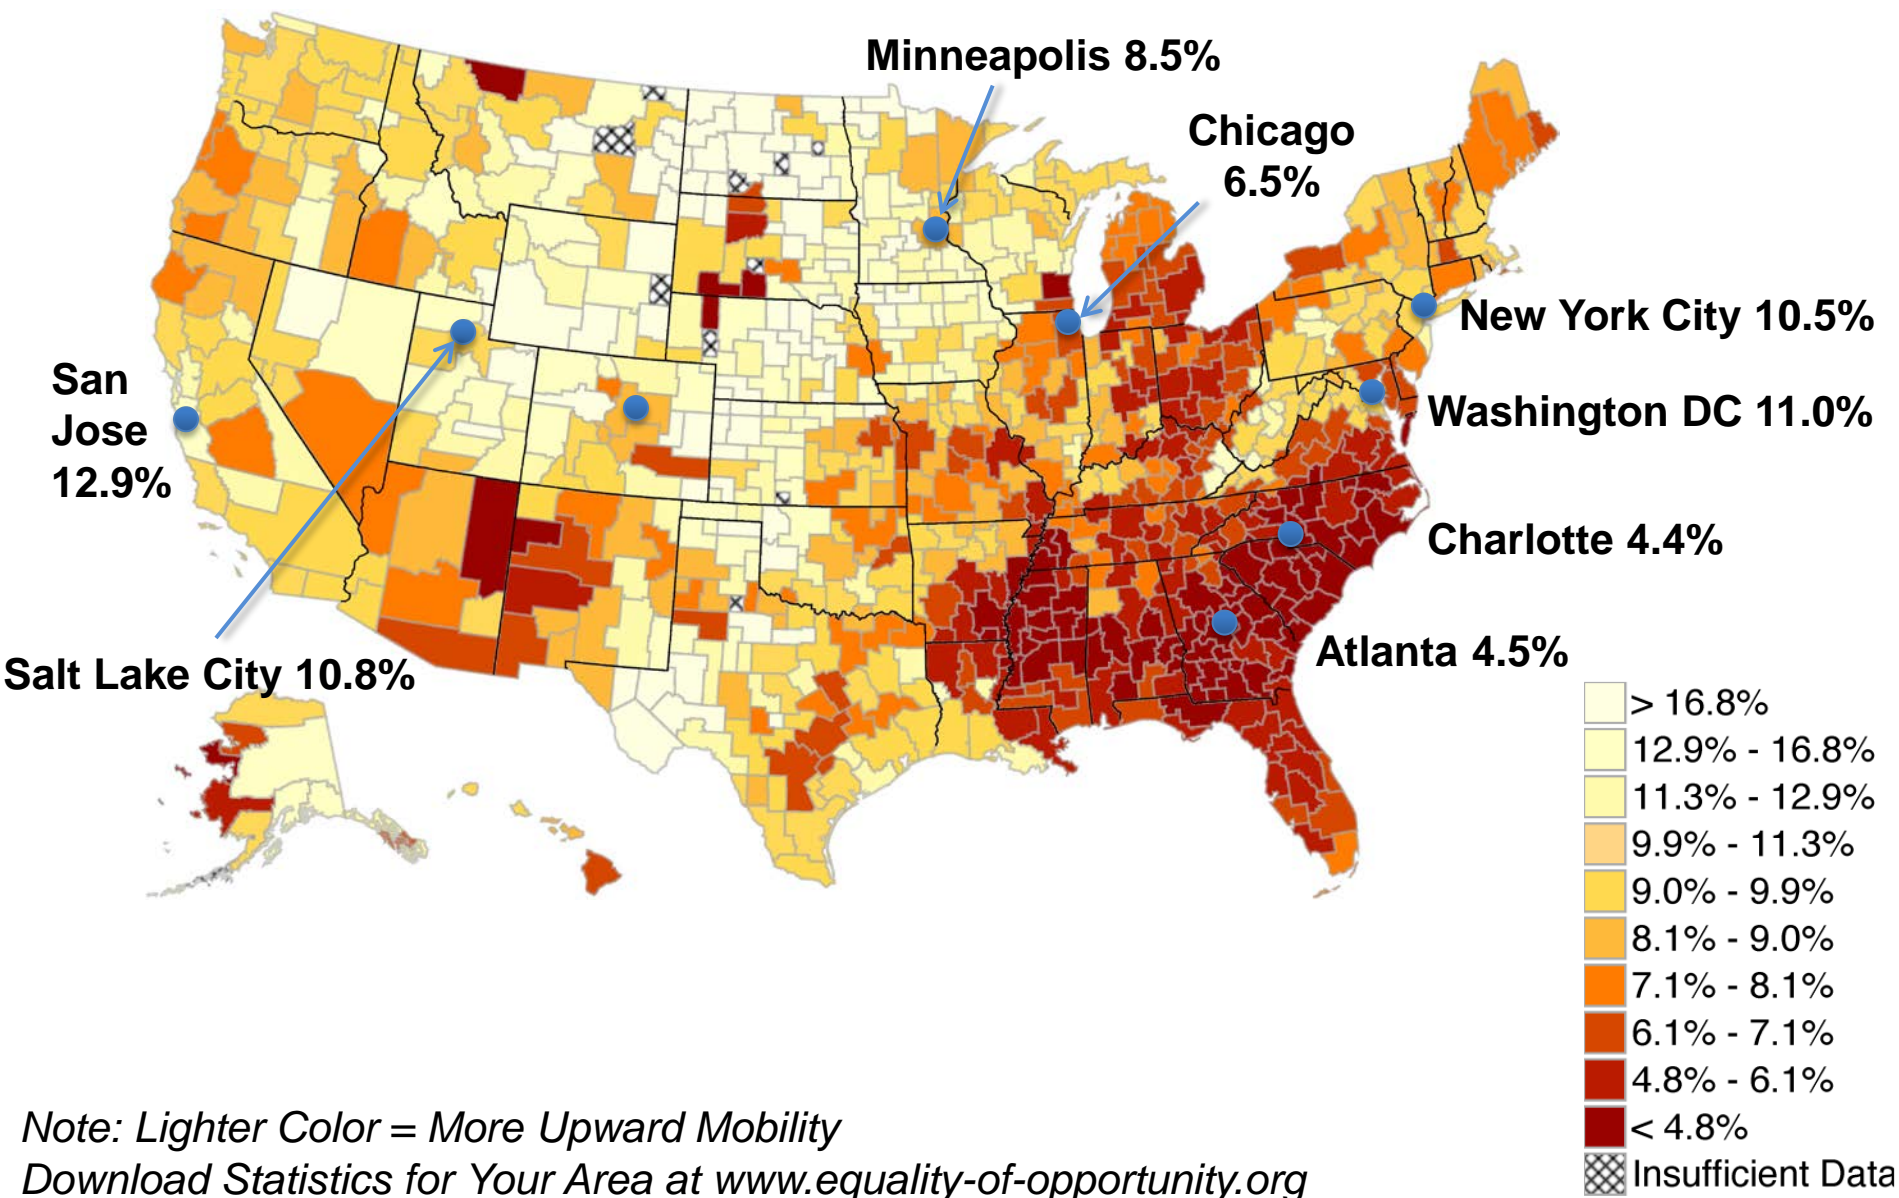 Minneapolis 8.5%
Chicago
6.5%
New York City 10.5%
San
Jose
12.9%
Washington DC 11.0%
Charlotte 4.4%
Atlanta 4.5%
Salt Lake City 10.8%
> 16.8%
12.9% - 16.8%
11.3% - 12.9%
9.9% - 11.3%
9.0% - 9.9%
8.1% - 9.0%
7.1% - 8.1%
6.1% - 7.1%
4.8% - 6.1%
< 4.8%
Insufficient Data
Note: Lighter Color = More Upward Mobility
Download Statistics for Your Area at www.equality-of-opportunity.org